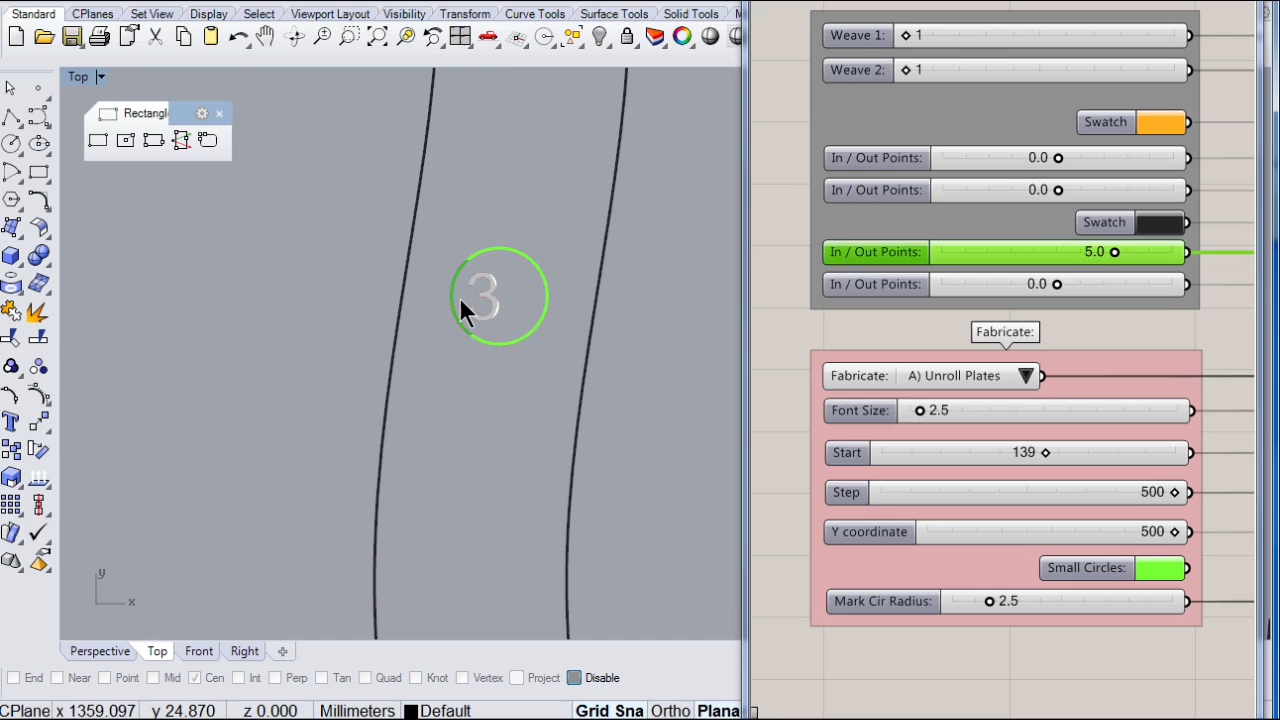 Standard CPlanes Set View Display Select Viewport Layout Visibility Transform Curve Tools Surface Tools Solid Tools
Top
Rectangl
3
y
x
Perspective Top Front Right
End Near Point Mid Cen Int Perp Tan Quad Knot Vertex Project Disable
CPlane x 1359.097 y 24.870 z 0.000 Millimeters Default Grid Sna Ortho Plana
Weave 1: 1
Weave 2: 1
Swatch
In / Out Points: 0.0
In / Out Points: 0.0
Swatch
In / Out Points: 5.0
In / Out Points: 0.0
Fabricate:
Fabricate: A) Unroll Plates
Font Size: 2.5
Start 139
Step 500
Y coordinate 500
Small Circles:
Mark Cir Radius: 2.5